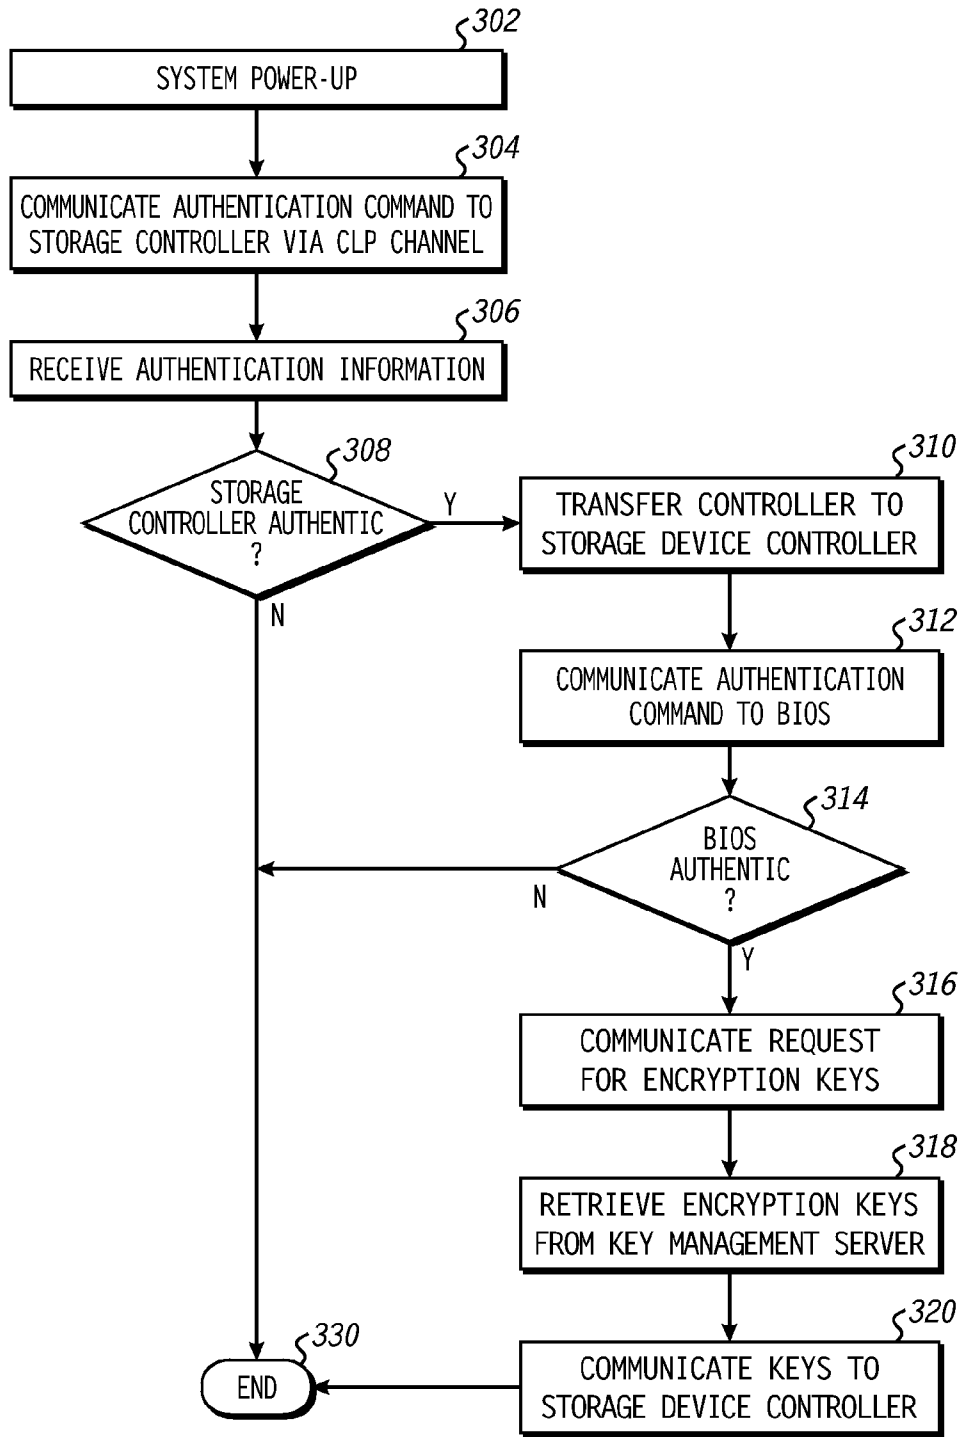 302
SYSTEM POWER-UP
304
COMMUNICATE AUTHENTICATION COMMAND TO
STORAGE CONTROLLER VIA CLP CHANNEL
306
RECEIVE AUTHENTICATION INFORMATION
308
STORAGE
CONTROLLER AUTHENTIC
?
Y
N
310
TRANSFER CONTROLLER TO
STORAGE DEVICE CONTROLLER
312
COMMUNICATE AUTHENTICATION
COMMAND TO BIOS
314
BIOS
AUTHENTIC
?
N
Y
316
COMMUNICATE REQUEST
FOR ENCRYPTION KEYS
318
RETRIEVE ENCRYPTION KEYS
FROM KEY MANAGEMENT SERVER
320
COMMUNICATE KEYS TO
STORAGE DEVICE CONTROLLER
330
END